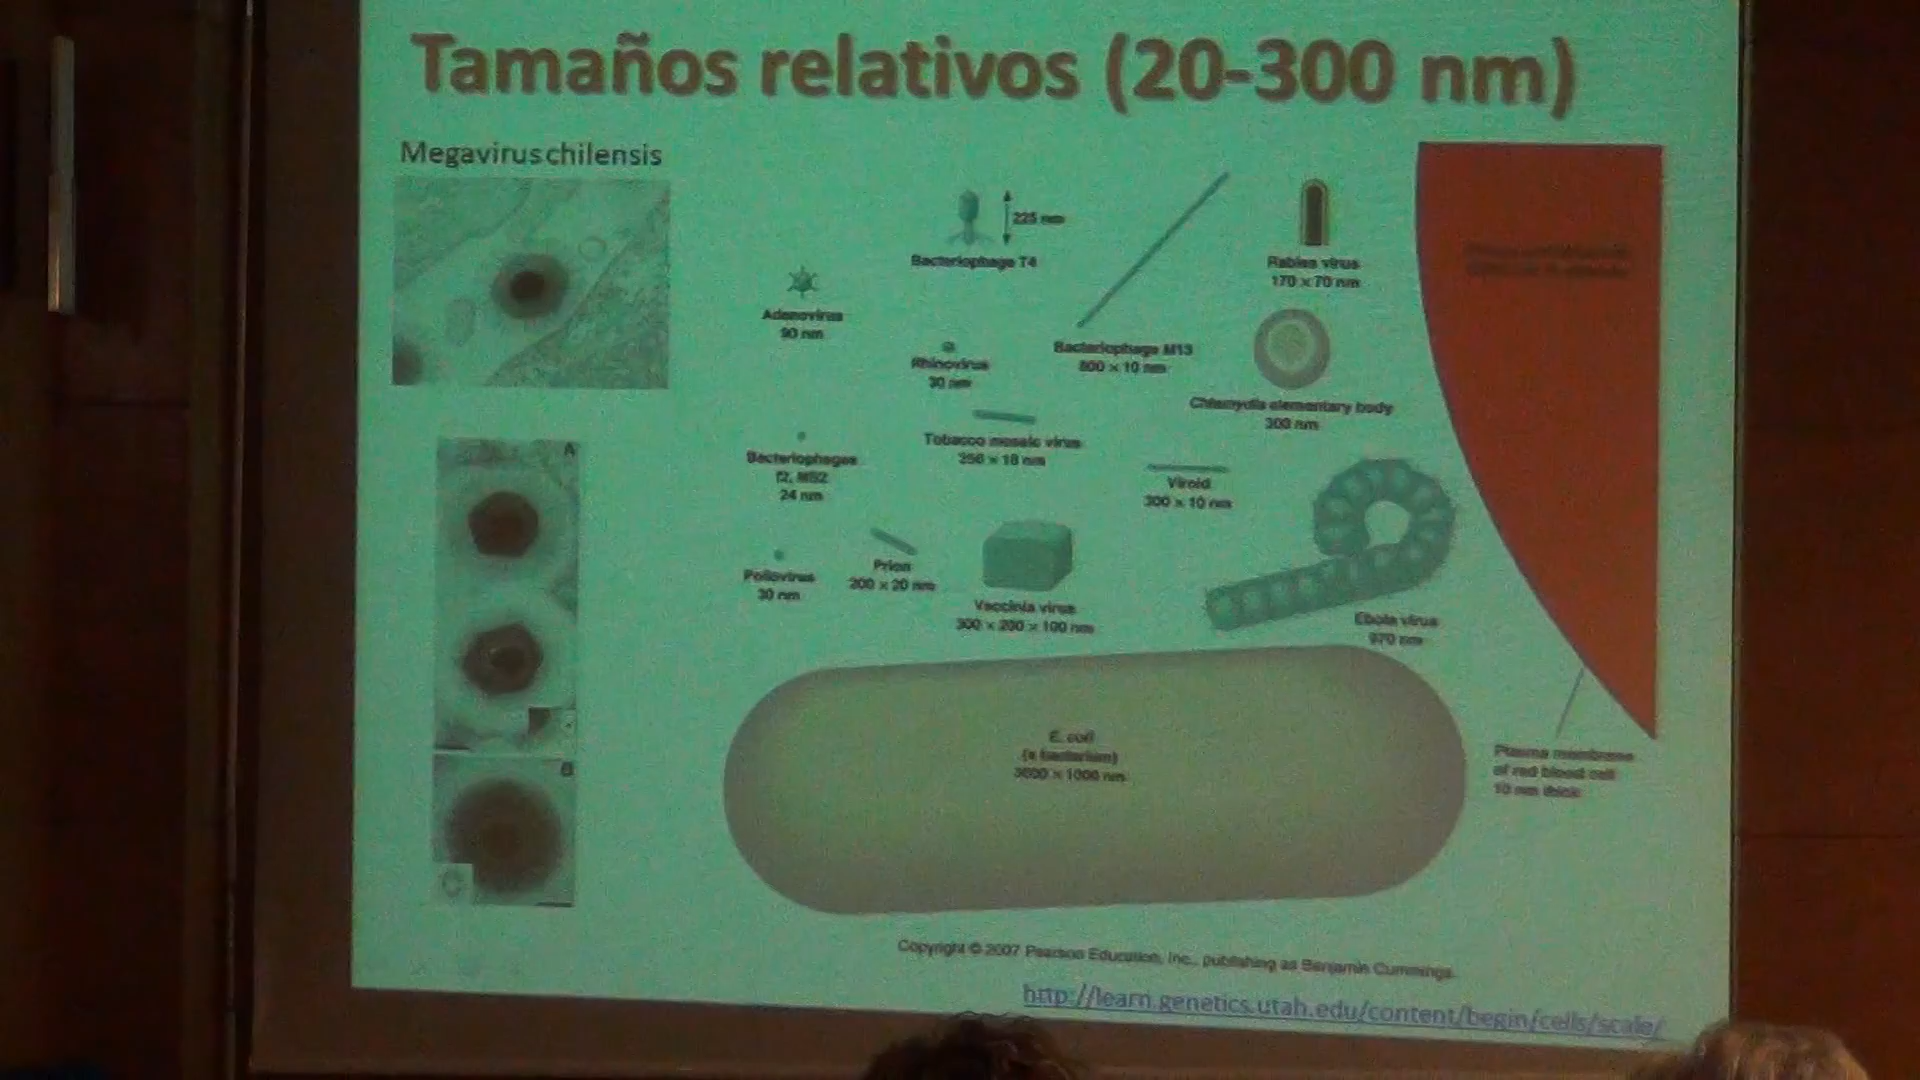 Tamaños relativos (20-300 nm)
Megavirus chilensis
225 nm
Bacteriophage T4
Rabies virus
170 × 70 nm
Adenovirus
90 nm
Rhinovirus
30 nm
Bacteriophage M13
800 × 10 nm
Chlamydia elementary body
300 nm
Tobacco mosaic virus
250 × 18 nm
Bacteriophages
f2, MS2
24 nm
Viroid
300 × 10 nm
Poliovirus
30 nm
Prion
200 × 20 nm
Vaccinia virus
300 × 200 × 100 nm
Ebola virus
970 nm
E. coli
(a bacterium)
3000 × 1000 nm
Plasma membrane
of red blood cell
10 nm thick
A
B
C
Copyright © 2007 Pearson Education, Inc., publishing as Benjamin Cummings.
http://learn.genetics.utah.edu/content/begin/cells/scale/